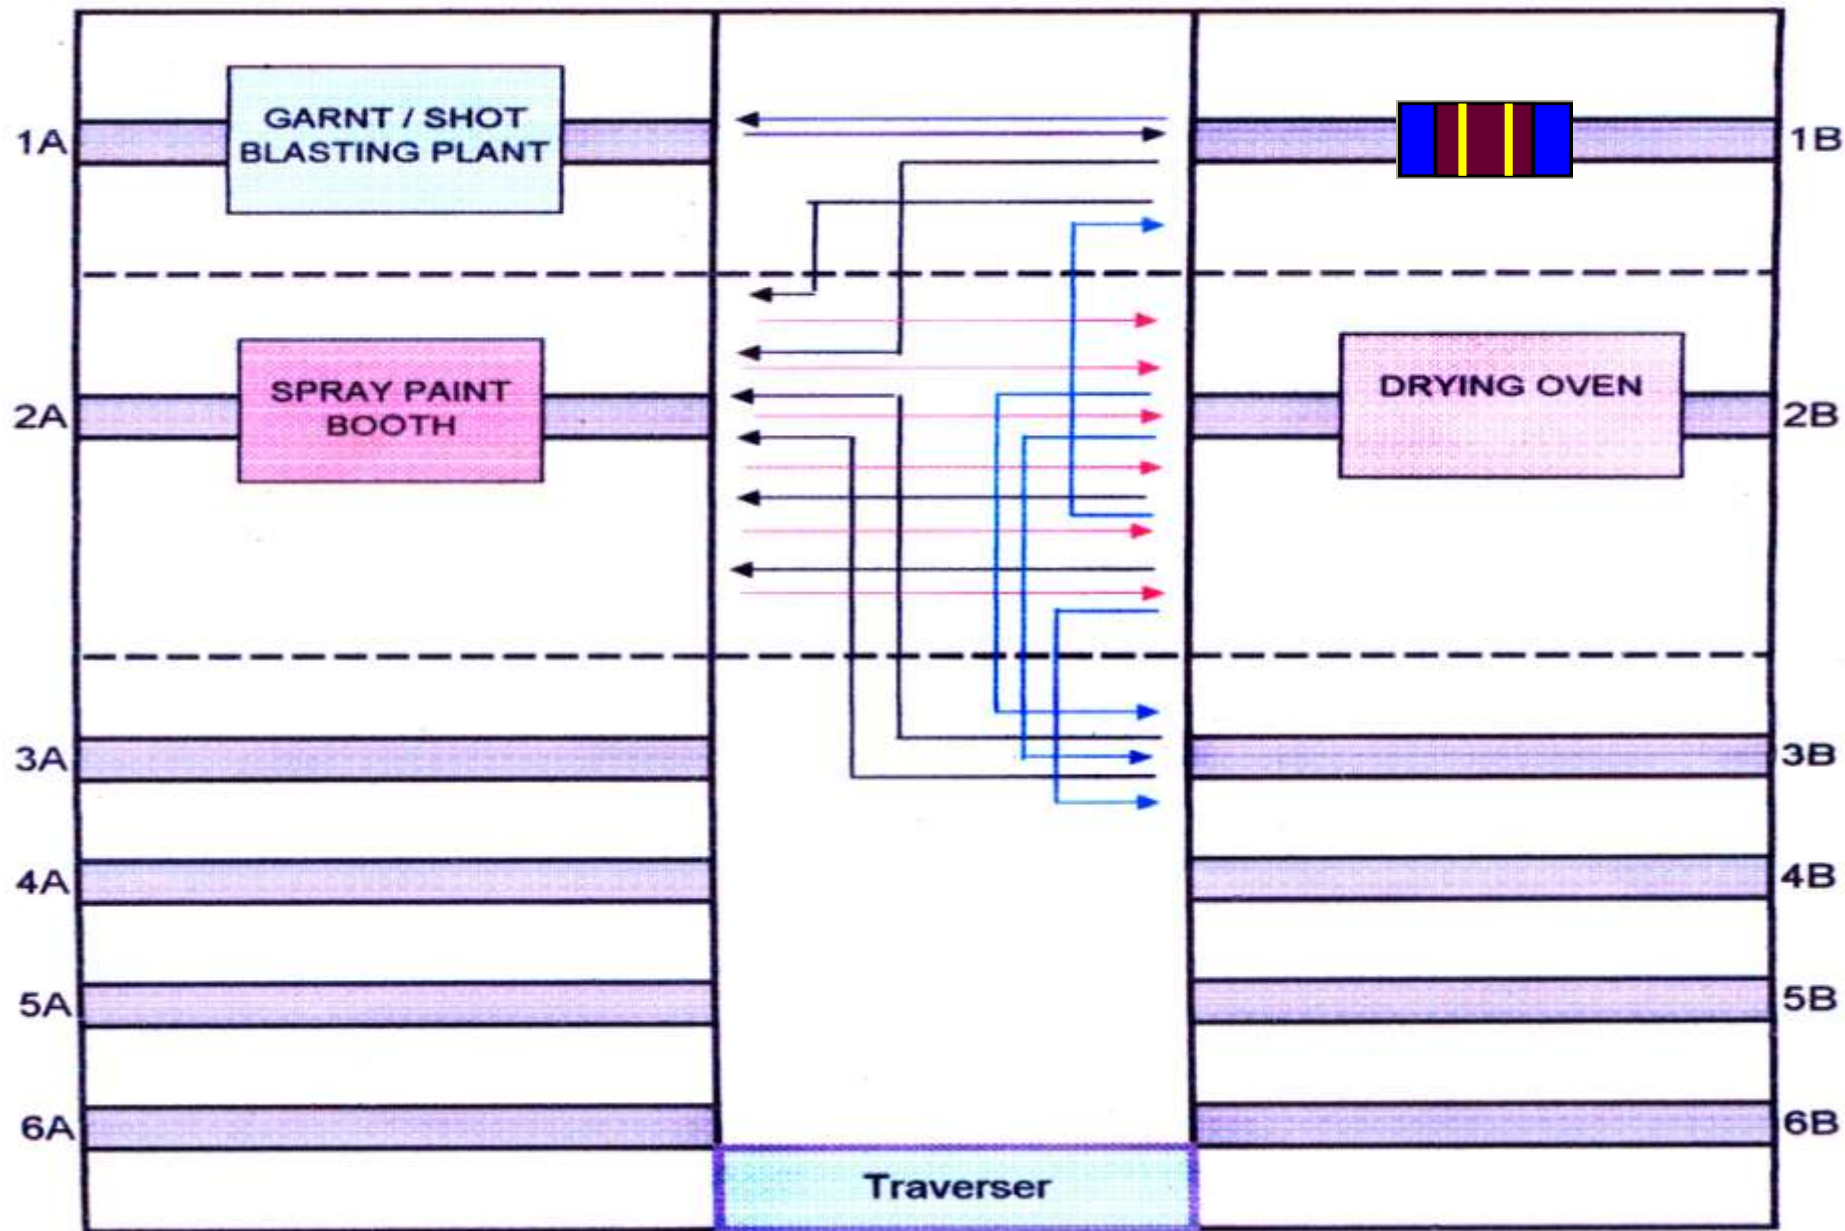 GARNT / SHOT
BLASTING PLANT
1A
1B
SPRAY PAINT
BOOTH
DRYING OVEN
2A
2B
3A
3B
4A
4B
5A
5B
6A
6B
Traverser